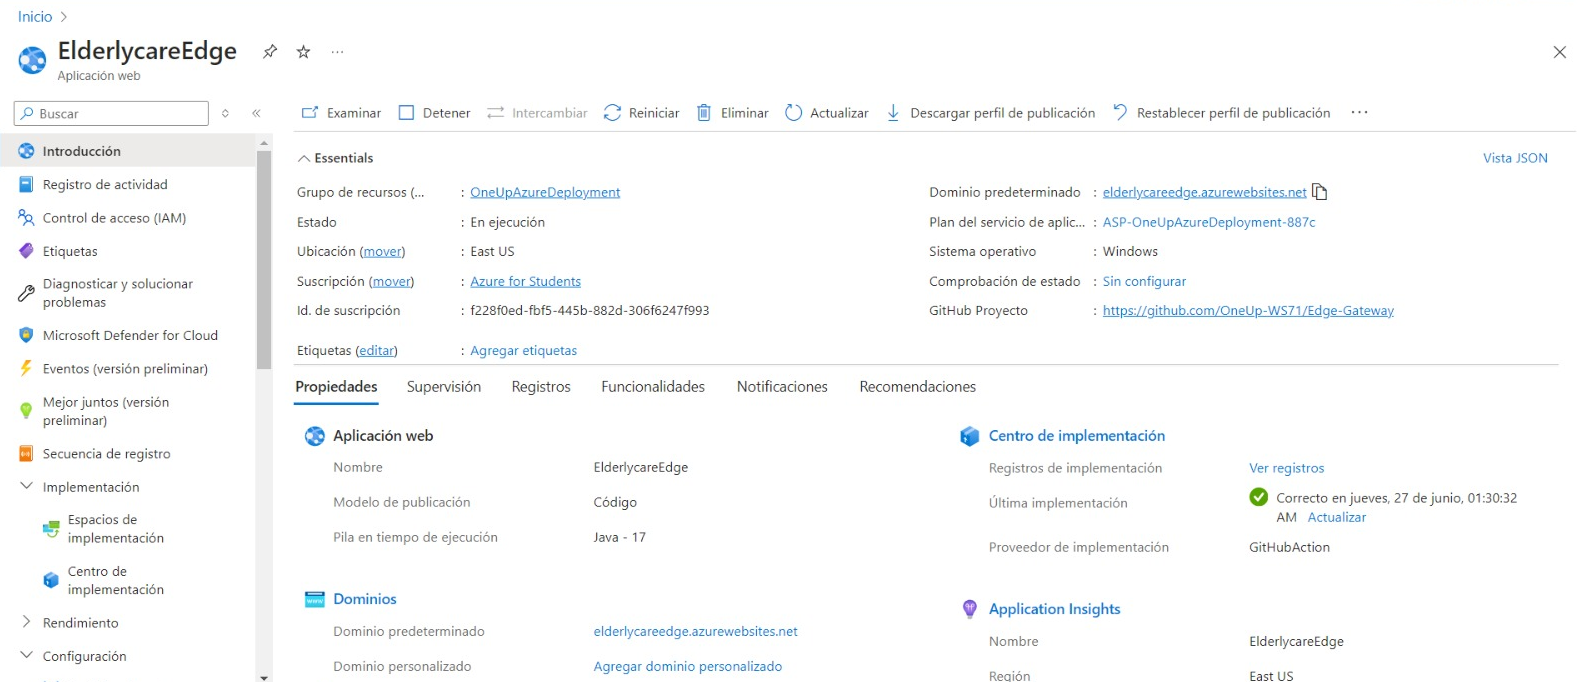 Inicio >
ElderlycareEdge
Aplicación web
Buscar
Examinar Detener Intercambiar Reiniciar Eliminar Actualizar Descargar perfil de publicación Restablecer perfil de publicación ...
Introducción
Registro de actividad
Control de acceso (IAM)
Etiquetas
Diagnosticar y solucionar
problemas
Microsoft Defender for Cloud
Eventos (versión preliminar)
Mejor juntos (versión
preliminar)
Secuencia de registro
Implementación
Espacios de
implementación
Centro de
implementación
Rendimiento
Configuración
Essentials
Vista JSON
Grupo de recursos (... : OneUpAzureDeployment
Estado : En ejecución
Ubicación (mover) : East US
Suscripción (mover) : Azure for Students
Id. de suscripción : f228f0ed-fbf5-445b-882d-306f6247f993
Etiquetas (editar) : Agregar etiquetas
Dominio predeterminado : elderlycareedge.azurewebsites.net
Plan del servicio de aplic... : ASP-OneUpAzureDeployment-887c
Sistema operativo : Windows
Comprobación de estado : Sin configurar
GitHub Proyecto : https://github.com/OneUp-WS71/Edge-Gateway
Propiedades Supervisión Registros Funcionalidades Notificaciones Recomendaciones
Aplicación web
Nombre ElderlycareEdge
Modelo de publicación Código
Pila en tiempo de ejecución Java - 17
Dominios
Dominio predeterminado elderlycareedge.azurewebsites.net
Dominio personalizado Agregar dominio personalizado
Centro de implementación
Registros de implementación Ver registros
Última implementación Correcto en jueves, 27 de junio, 01:30:32
AM Actualizar
Proveedor de implementación GitHubAction
Application Insights
Nombre ElderlycareEdge
Región East US